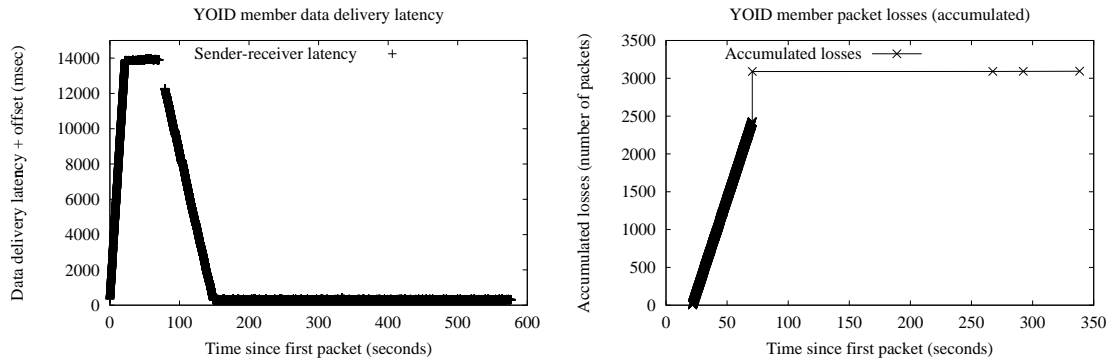 YOID member data delivery latency
Data delivery latency + offset (msec)
14000
12000
10000
8000
6000
4000
2000
0
Sender-receiver latency
0 100 200 300 400 500 600
Time since first packet (seconds)
YOID member packet losses (accumulated)
Accumulated losses (number of packets)
3500
3000
2500
2000
1500
1000
500
0
Accumulated losses
0 50 100 150 200 250 300 350
Time since first packet (seconds)